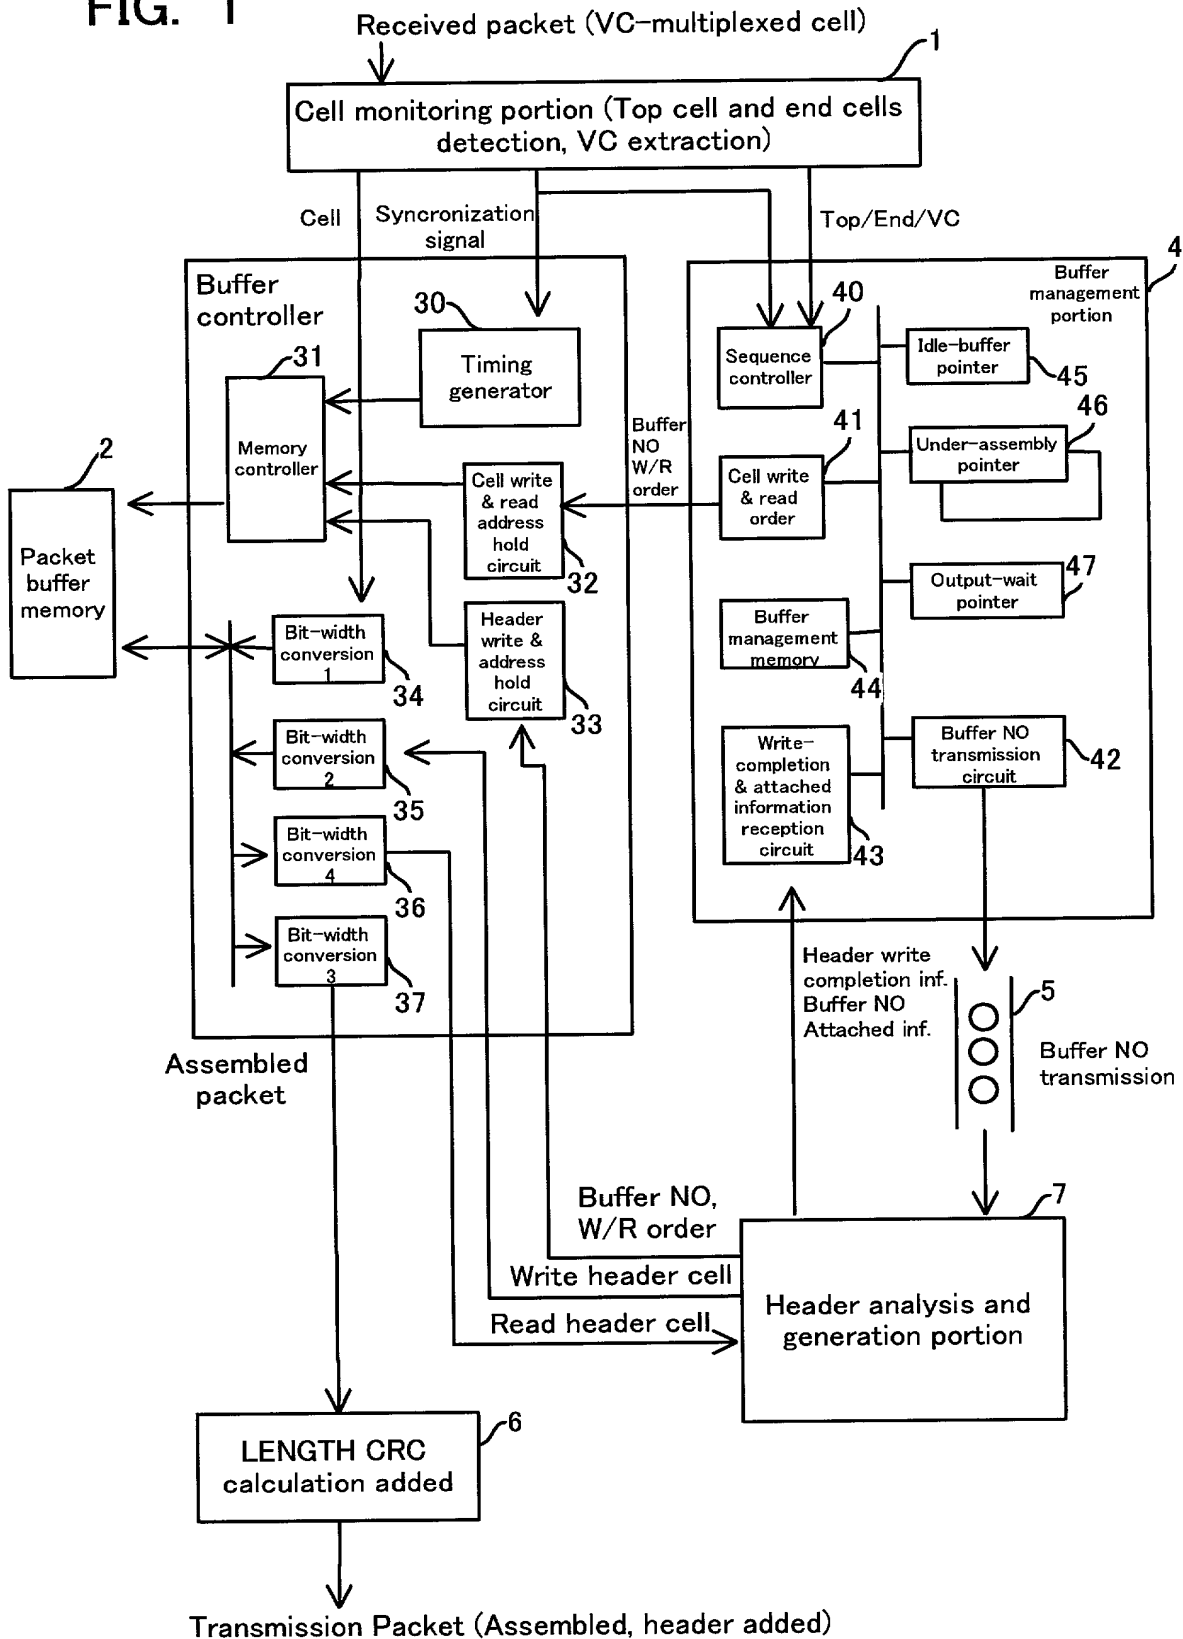 FIG. 1
Received packet (VC-multiplexed cell)
1
Cell monitoring portion (Top cell and end cells
detection, VC extraction)
Cell
Syncronization
signal
Top/End/VC
4
Buffer
controller
30
Timing
generator
31
Memory
controller
2
Packet
buffer
memory
Cell write
& read
address
hold
circuit
32
Header
write &
address
hold
circuit
33
Bit-width
conversion
1
34
Bit-width
conversion
2
35
Bit-width
conversion
4
36
Bit-width
conversion
3
37
Buffer
NO
W/R
order
Buffer
management
portion
40
Sequence
controller
Idle-buffer
pointer
45
41
Cell write
& read
order
46
Under-assembly
pointer
Output-wait
pointer
47
Buffer
management
memory
44
Write-
completion
& attached
information
reception
circuit
43
Buffer NO
transmission
circuit
42
Header write
completion inf.
Buffer NO
Attached inf.
5
Buffer NO
transmission
Assembled
packet
Buffer NO,
W/R order
Write header cell
Read header cell
7
Header analysis and
generation portion
6
LENGTH CRC
calculation added
Transmission Packet (Assembled, header added)